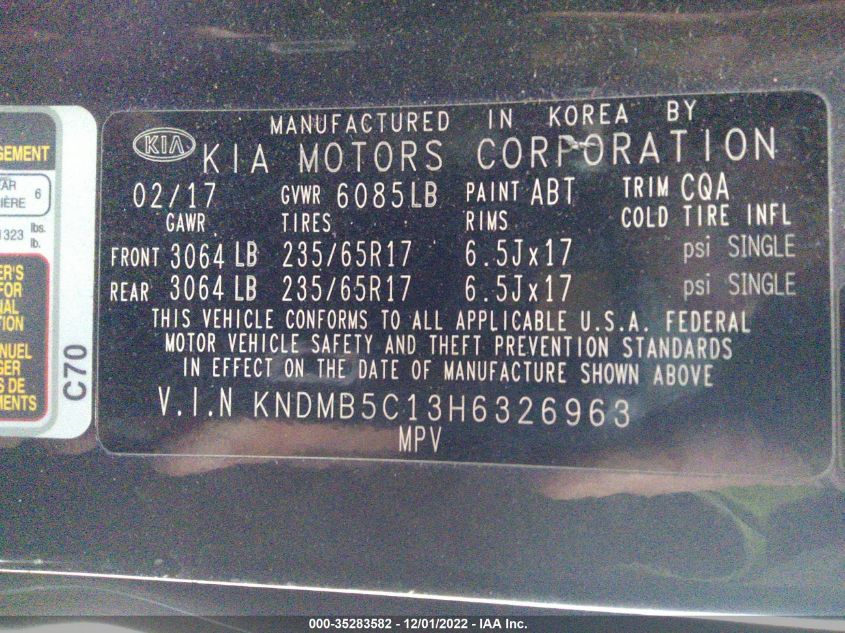 MANUFACTURED IN KOREA BY
KIA KIA MOTORS CORPORATION
02/17 GVWR 6085LB PAINT ABT TRIM CQA
GAWR TIRES RIMS COLD TIRE INFL
FRONT 3064 LB 235/65R17 6.5Jx17 psi SINGLE
REAR 3064 LB 235/65R17 6.5Jx17 psi SINGLE
THIS VEHICLE CONFORMS TO ALL APPLICABLE U.S.A. FEDERAL
MOTOR VEHICLE SAFETY AND THEFT PREVENTION STANDARDS
IN EFFECT ON THE DATE OF MANUFACTURE SHOWN ABOVE
V.I.N KNDMB5C13H6326963
MPV
6
1323 lbs.
lb.
FOR
DE
C70
000-35283582 - 12/01/2022 - IAA Inc.